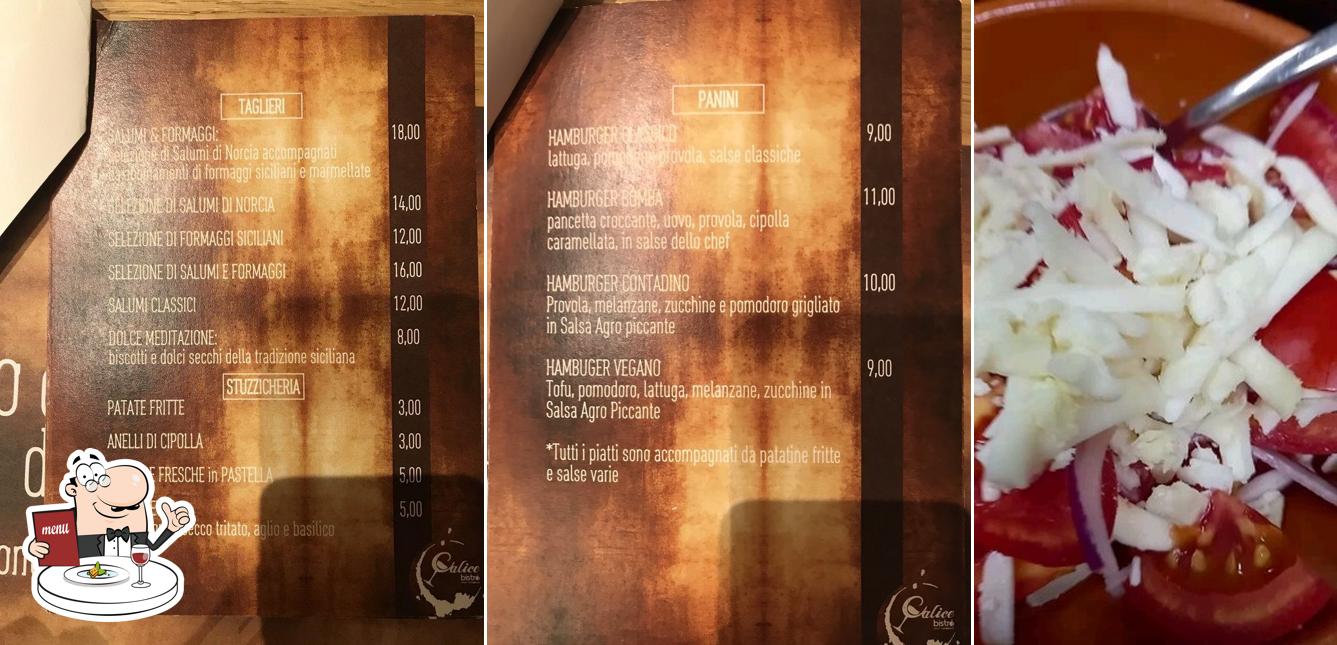 TAGLIERI
SALUMI & FORMAGGI: 18,00
selezione di Salumi di Norcia accompagnati
di formaggi siciliani e marmellate
SELEZIONE DI SALUMI DI NORCIA 14,00
SELEZIONE DI FORMAGGI SICILIANI 12,00
SELEZIONE DI SALUMI E FORMAGGI 16,00
SALUMI CLASSICI 12,00
DOLCE MEDITAZIONE: 8,00
biscotti e dolci secchi della tradizione siciliana
STUZZICHERIA
PATATE FRITTE 3,00
ANELLI DI CIPOLLA 3,00
FRESCHE in PASTELLA 5,00
5,00
tritato, aglio e basilico
Calice
bistrò
menu
PANINI
HAMBURGER CLASSICO 9,00
lattuga, pomodoro, provola, salse classiche
HAMBURGER BOMBA 11,00
pancetta croccante, uovo, provola, cipolla
caramellata, in salse dello chef
HAMBURGER CONTADINO 10,00
Provola, melanzane, zucchine e pomodoro grigliato
in Salsa Agro piccante
HAMBUGER VEGANO 9,00
Tofu, pomodoro, lattuga, melanzane, zucchine in
Salsa Agro Piccante
*Tutti i piatti sono accompagnati da patatine fritte
e salse varie
Calice
bistrò